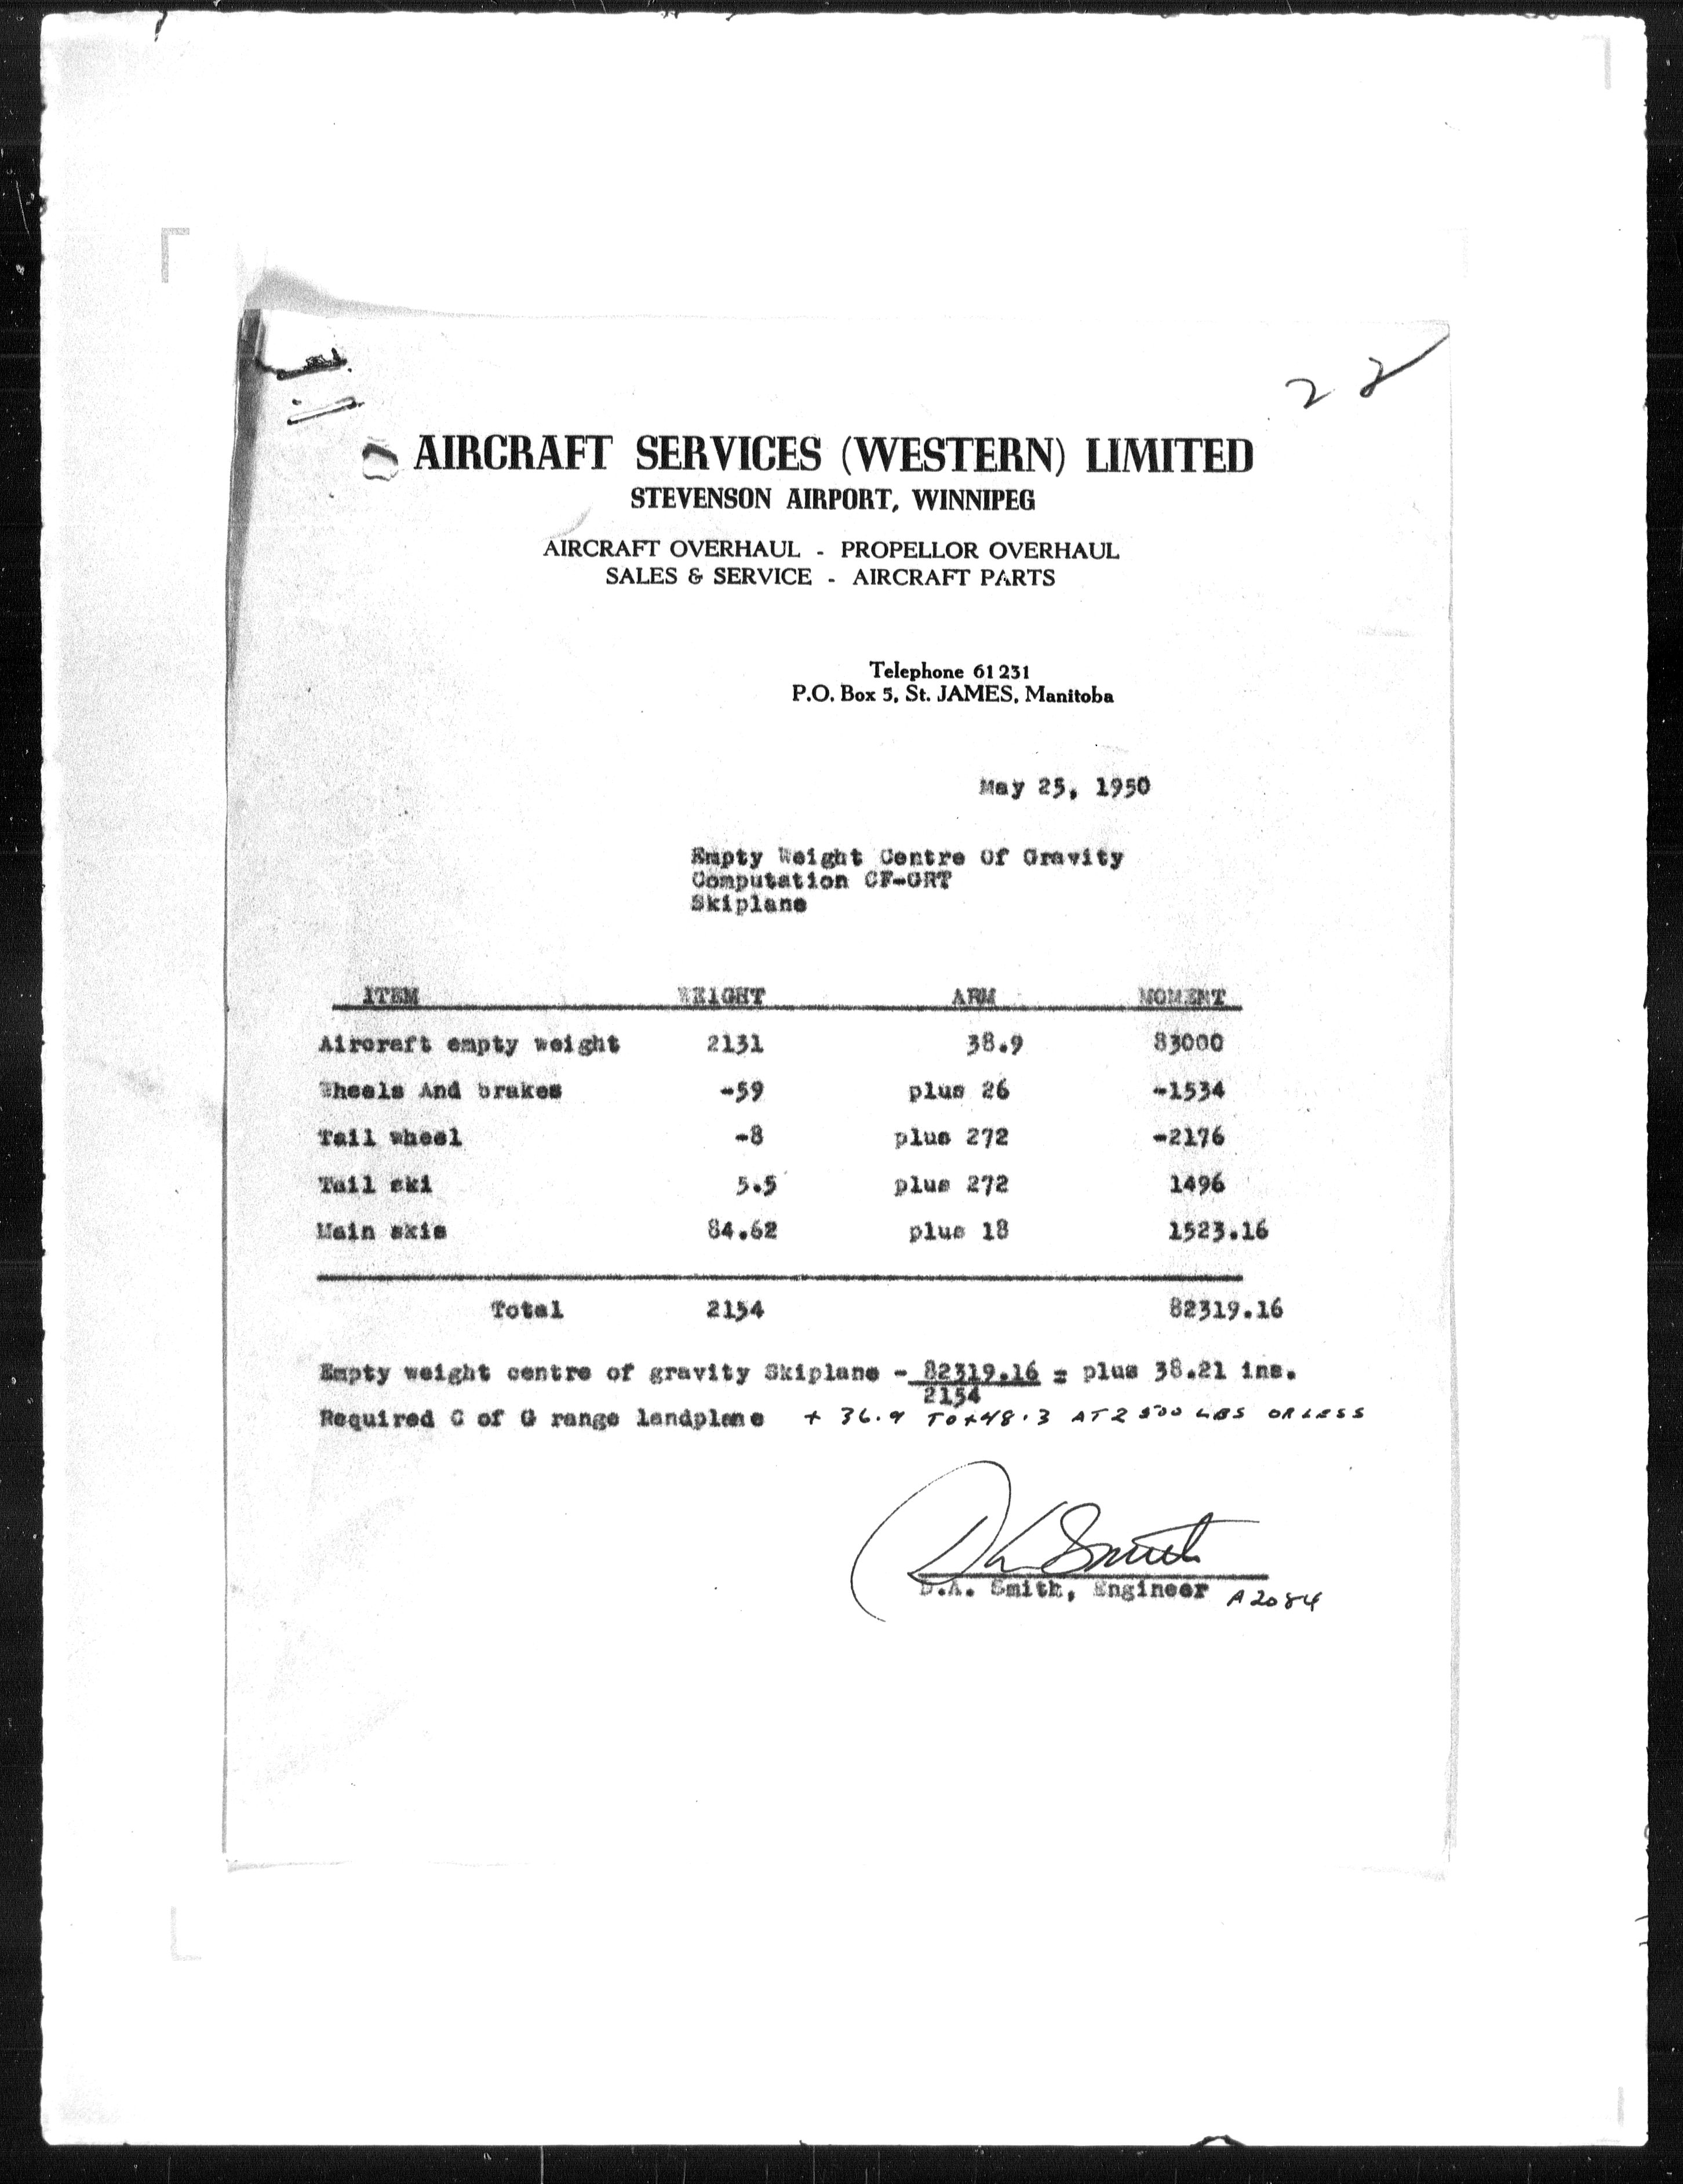 22
AIRCRAFT SERVICES (WESTERN) LIMITED
STEVENSON AIRPORT, WINNIPEG
AIRCRAFT OVERHAUL - PROPELLOR OVERHAUL
SALES & SERVICE - AIRCRAFT PARTS
Telephone 61 231
P.O. Box 5, St. JAMES, Manitoba
May 25, 1950
Empty Weight Centre Of Gravity
Computation CF-GRT
Skiplane
ITEM WEIGHT ARM MOMENT
Aircraft empty weight 2131 38.9 83000
Wheels And brakes -59 plus 26 -1534
Tail wheel -8 plus 272 -2176
Tail ski 5.5 plus 272 1496
Main skis 84.62 plus 18 1523.16
Total 2154 82319.16
Empty weight centre of gravity Skiplane - 82319.16 = plus 38.21 ins.
2154
Required C of G range landplane + 36.9 TO +48.3 AT 2500 LBS OR LESS
D A Smith
D.A. Smith, Engineer A2084